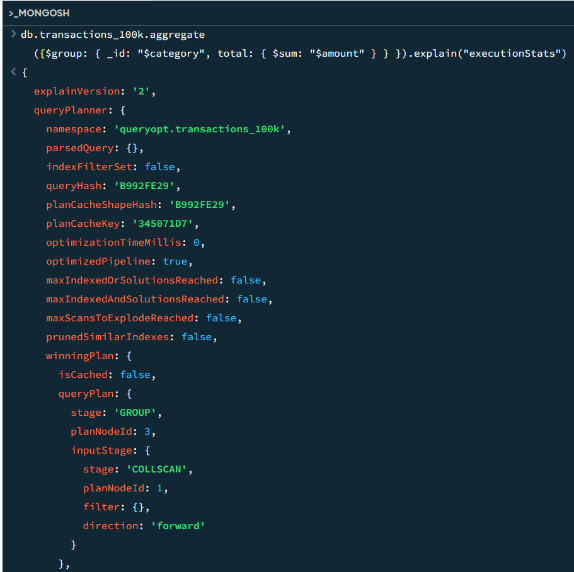 >_MONGOSH
> db.transactions_100k.aggregate
({$group: { _id: "$category", total: { $sum: "$amount" } } }).explain("executionStats")
< {
explainVersion: '2',
queryPlanner: {
namespace: 'queryopt.transactions_100k',
parsedQuery: {},
indexFilterSet: false,
queryHash: 'B992FE29',
planCacheShapeHash: 'B992FE29',
planCacheKey: '345071D7',
optimizationTimeMillis: 0,
optimizedPipeline: true,
maxIndexedOrSolutionsReached: false,
maxIndexedAndSolutionsReached: false,
maxScansToExplodeReached: false,
prunedSimilarIndexes: false,
winningPlan: {
isCached: false,
queryPlan: {
stage: 'GROUP',
planNodeId: 3,
inputStage: {
stage: 'COLLSCAN',
planNodeId: 1,
filter: {},
direction: 'forward'
}
},